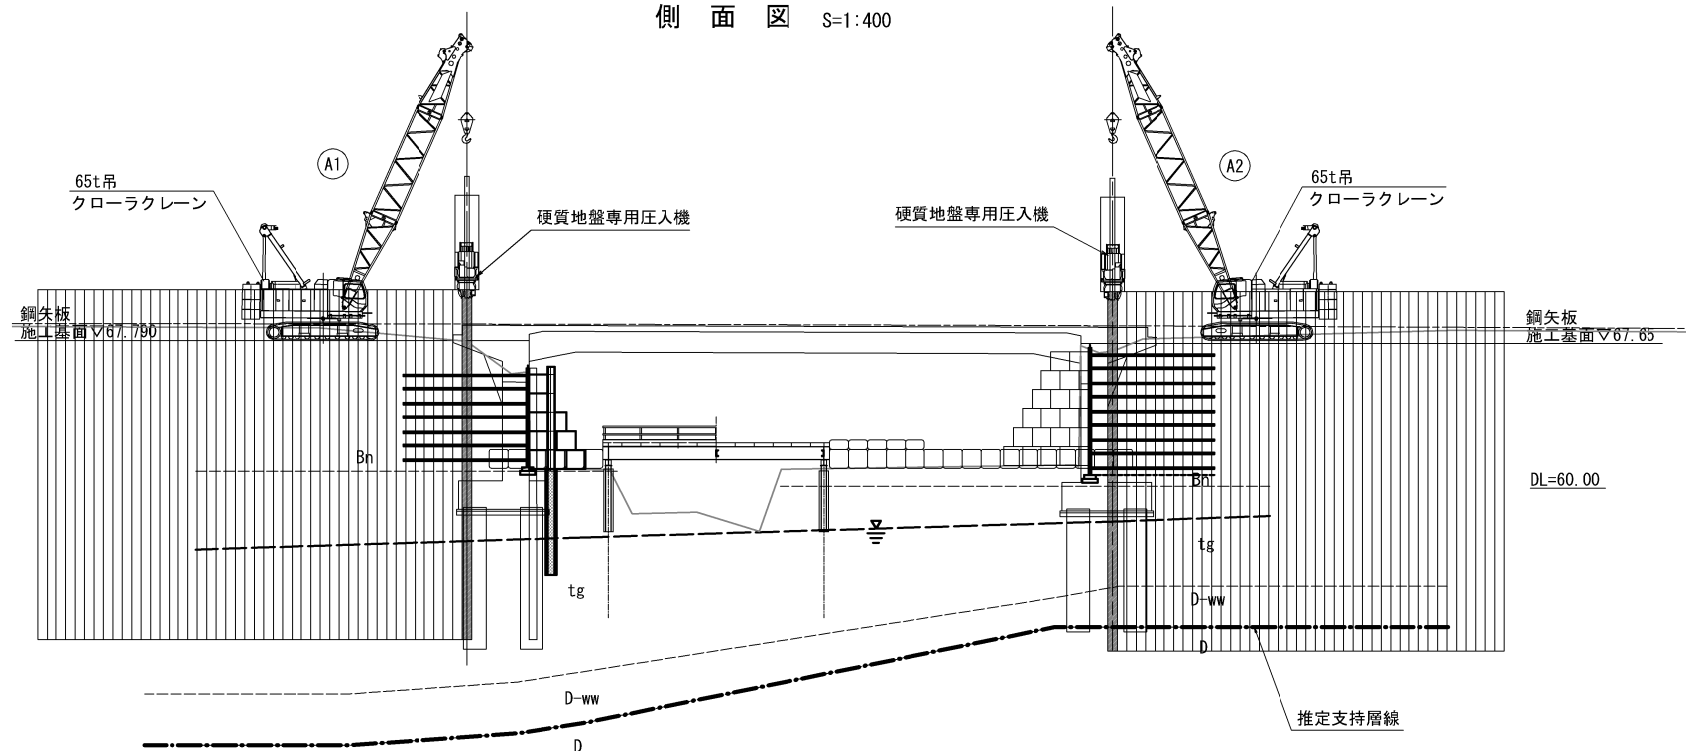 側 面 図 S=1:400
A1
A2
65t吊
クローラクレーン
65t吊
クローラクレーン
硬質地盤専用圧入機
硬質地盤専用圧入機
鋼矢板
施工基面▽67.790
鋼矢板
施工基面▽67.65
Bn
Bn
DL=60.00
tg
tg
D-ww
D
D-ww
推定支持層線
D